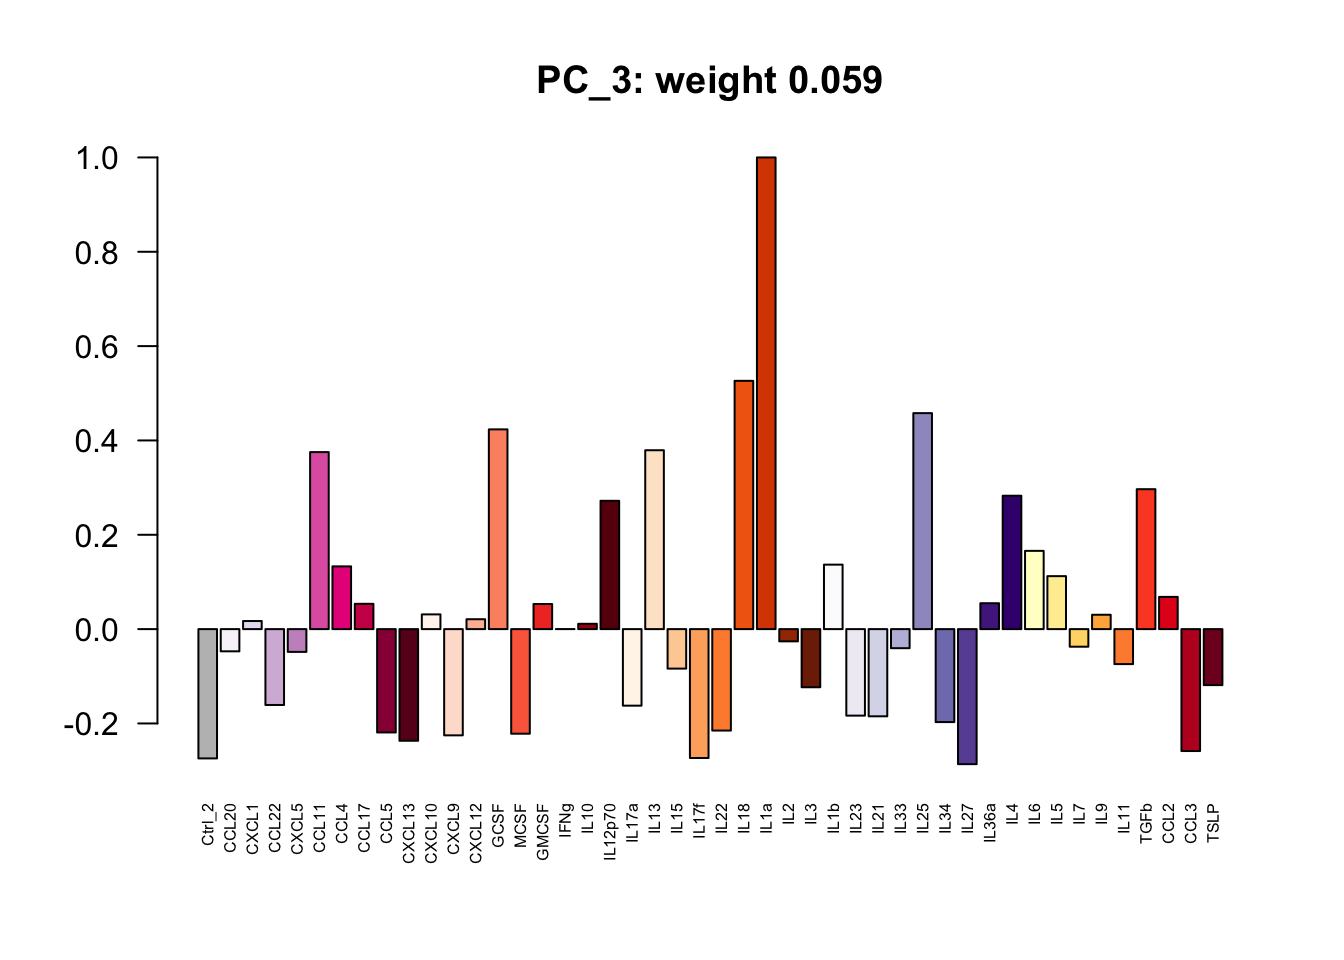 PC_3: weight 0.059
1.0
0.8
0.6
0.4
0.2
0.0
-0.2
Ctrl_2
CCL20
CXCL1
CCL22
CXCL5
CCL11
CCL4
CCL17
CCL5
CXCL13
CXCL10
CXCL9
CXCL12
GCSF
MCSF
GMCSF
IFNg
IL10
IL12p70
IL17a
IL13
IL15
IL17f
IL22
IL18
IL1a
IL2
IL3
IL1b
IL23
IL21
IL33
IL25
IL34
IL27
IL36a
IL4
IL6
IL5
IL7
IL9
IL11
TGFb
CCL2
CCL3
TSLP